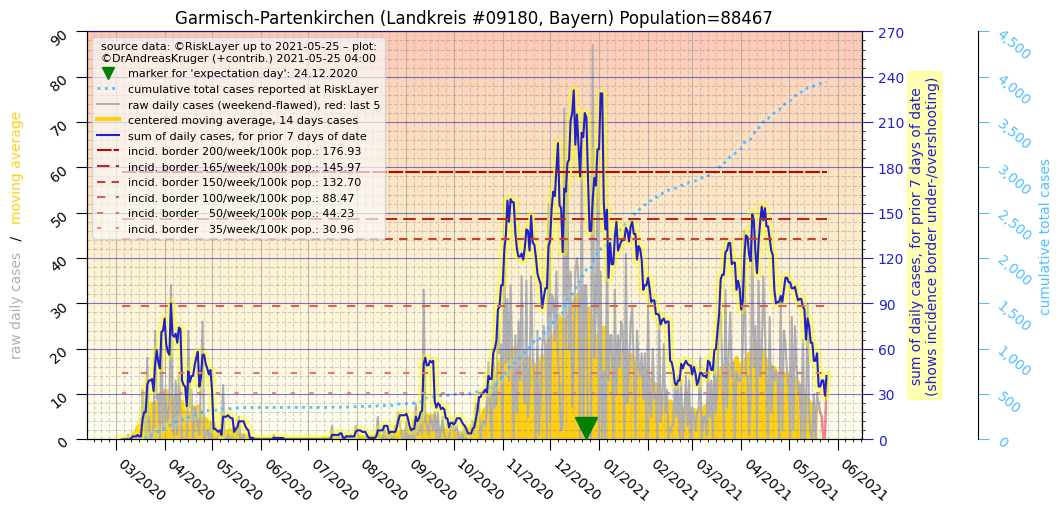 Garmisch-Partenkirchen (Landkreis #09180, Bayern) Population=88467
source data: ©RiskLayer up to 2021-05-25 – plot:
©DrAndreasKruger (+contrib.) 2021-05-25 04:00
marker for 'expectation day': 24.12.2020
cumulative total cases reported at RiskLayer
raw daily cases (weekend-flawed), red: last 5
centered moving average, 14 days cases
sum of daily cases, for prior 7 days of date
incid. border 200/week/100k pop.: 176.93
incid. border 165/week/100k pop.: 145.97
incid. border 150/week/100k pop.: 132.70
incid. border 100/week/100k pop.: 88.47
incid. border 50/week/100k pop.: 44.23
incid. border 35/week/100k pop.: 30.96
raw daily cases / moving average
90
80
70
60
50
40
30
20
10
0
03/2020
04/2020
05/2020
06/2020
07/2020
08/2020
09/2020
10/2020
11/2020
12/2020
01/2021
02/2021
03/2021
04/2021
05/2021
06/2021
270
240
210
180
150
120
90
60
30
0
sum of daily cases, for prior 7 days of date
(shows incidence border under-/overshooting)
4,500
4,000
3,500
3,000
2,500
2,000
1,500
1,000
500
0
cumulative total cases